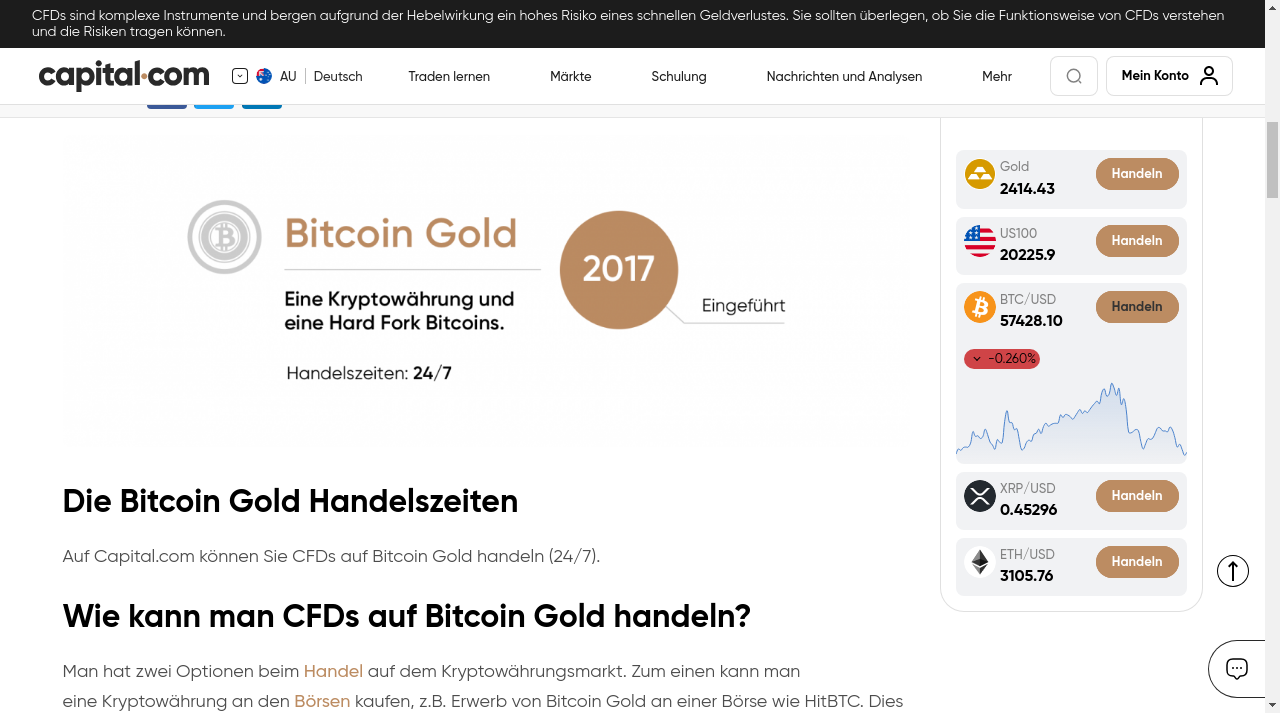 CFDs sind komplexe Instrumente und bergen aufgrund der Hebelwirkung ein hohes Risiko eines schnellen Geldverlustes. Sie sollten überlegen, ob Sie die Funktionsweise von CFDs verstehen
und die Risiken tragen können.
capital.com
AU
Deutsch
Traden lernen
Märkte
Schulung
Nachrichten und Analysen
Mehr
Mein Konto
Bitcoin Gold
Eine Kryptowährung und
eine Hard Fork Bitcoins.
Handelszeiten: 24/7
2017
Eingeführt
Die Bitcoin Gold Handelszeiten
Auf Capital.com können Sie CFDs auf Bitcoin Gold handeln (24/7).
Wie kann man CFDs auf Bitcoin Gold handeln?
Man hat zwei Optionen beim Handel auf dem Kryptowährungsmarkt. Zum einen kann man
eine Kryptowährung an den Börsen kaufen, z.B. Erwerb von Bitcoin Gold an einer Börse wie HitBTC. Dies
Gold
2414.43
Handeln
US100
20225.9
Handeln
BTC/USD
57428.10
Handeln
-0.260%
XRP/USD
0.45296
Handeln
ETH/USD
3105.76
Handeln